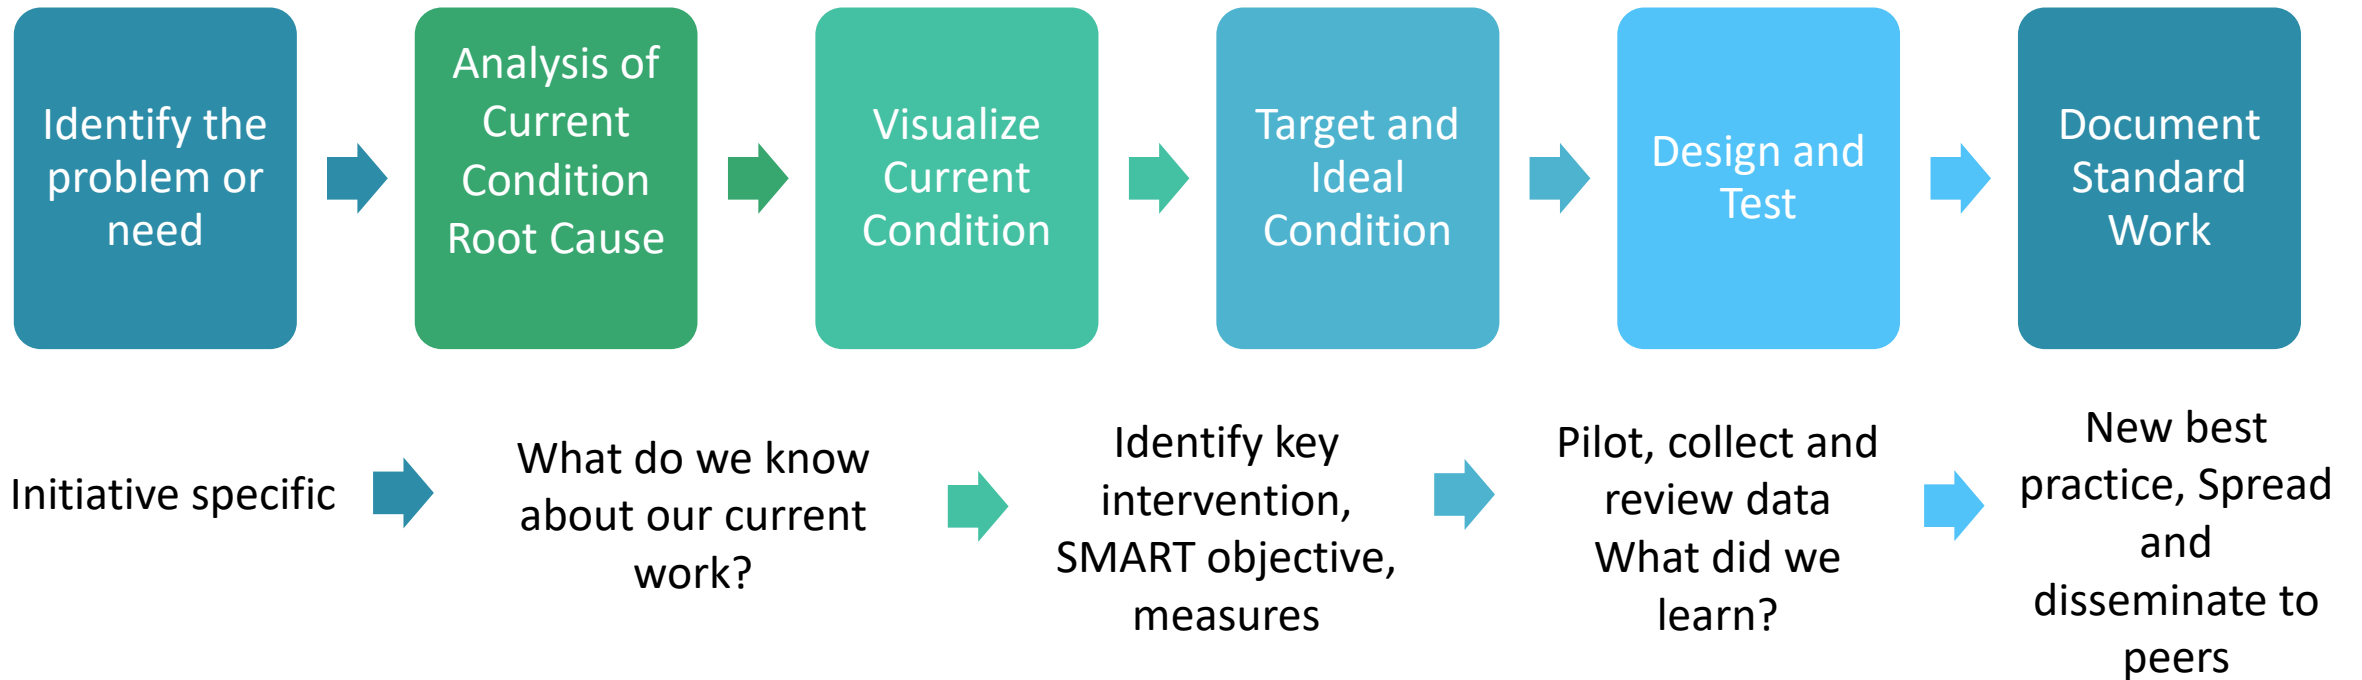 Identify the
problem or
need
Analysis of
Current
Condition
Root Cause
Visualize
Current
Condition
Target and
Ideal
Condition
Design and
Test
Document
Standard
Work
Initiative specific
What do we know
about our current
work?
Identify key
intervention,
SMART objective,
measures
Pilot, collect and
review data
What did we
learn?
New best
practice, Spread
and
disseminate to
peers